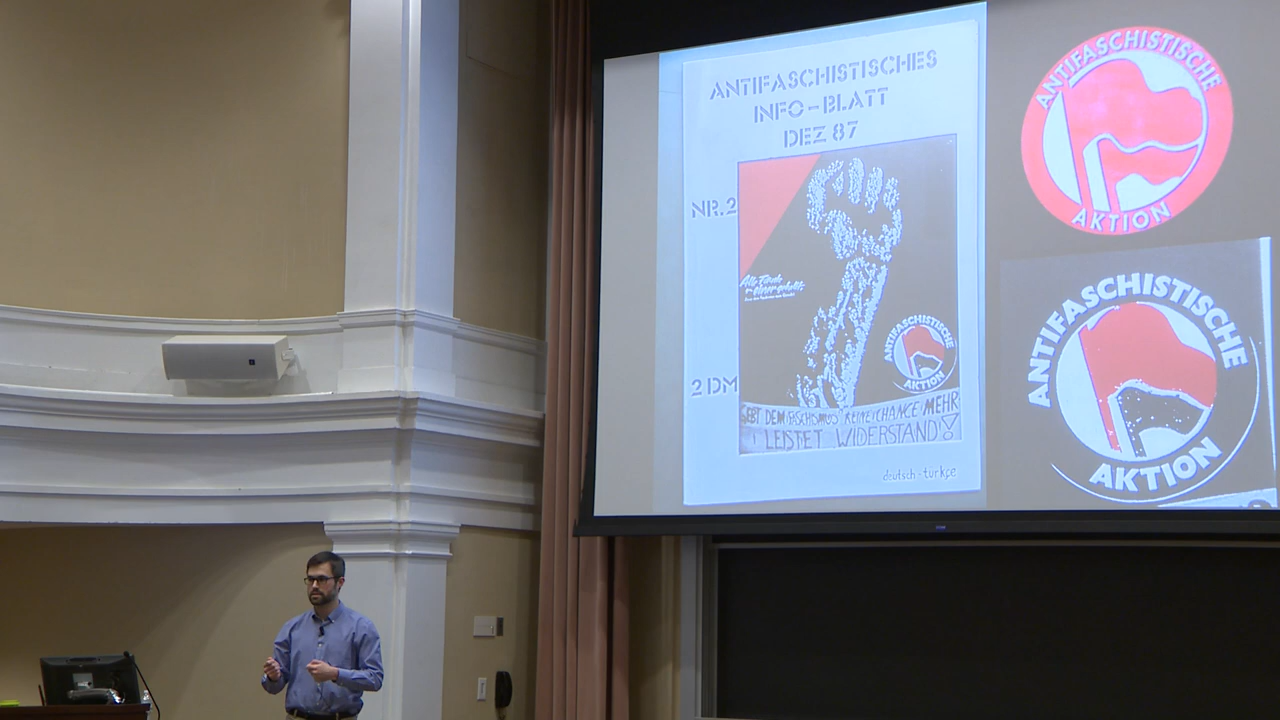 ANTIFASCHISTISCHES
INFO-BLATT
DEZ 87
NR.2
2 DM
ANTIFASCHISTISCHE
AKTION
GEBT DEM FASCHISMUS KEINE CHANCE MEHR
LEISTET WIDERSTAND!
deutsch-türkçe
ANTIFASCHISTISCHE
AKTION
ANTIFASCHISTISCHE
AKTION